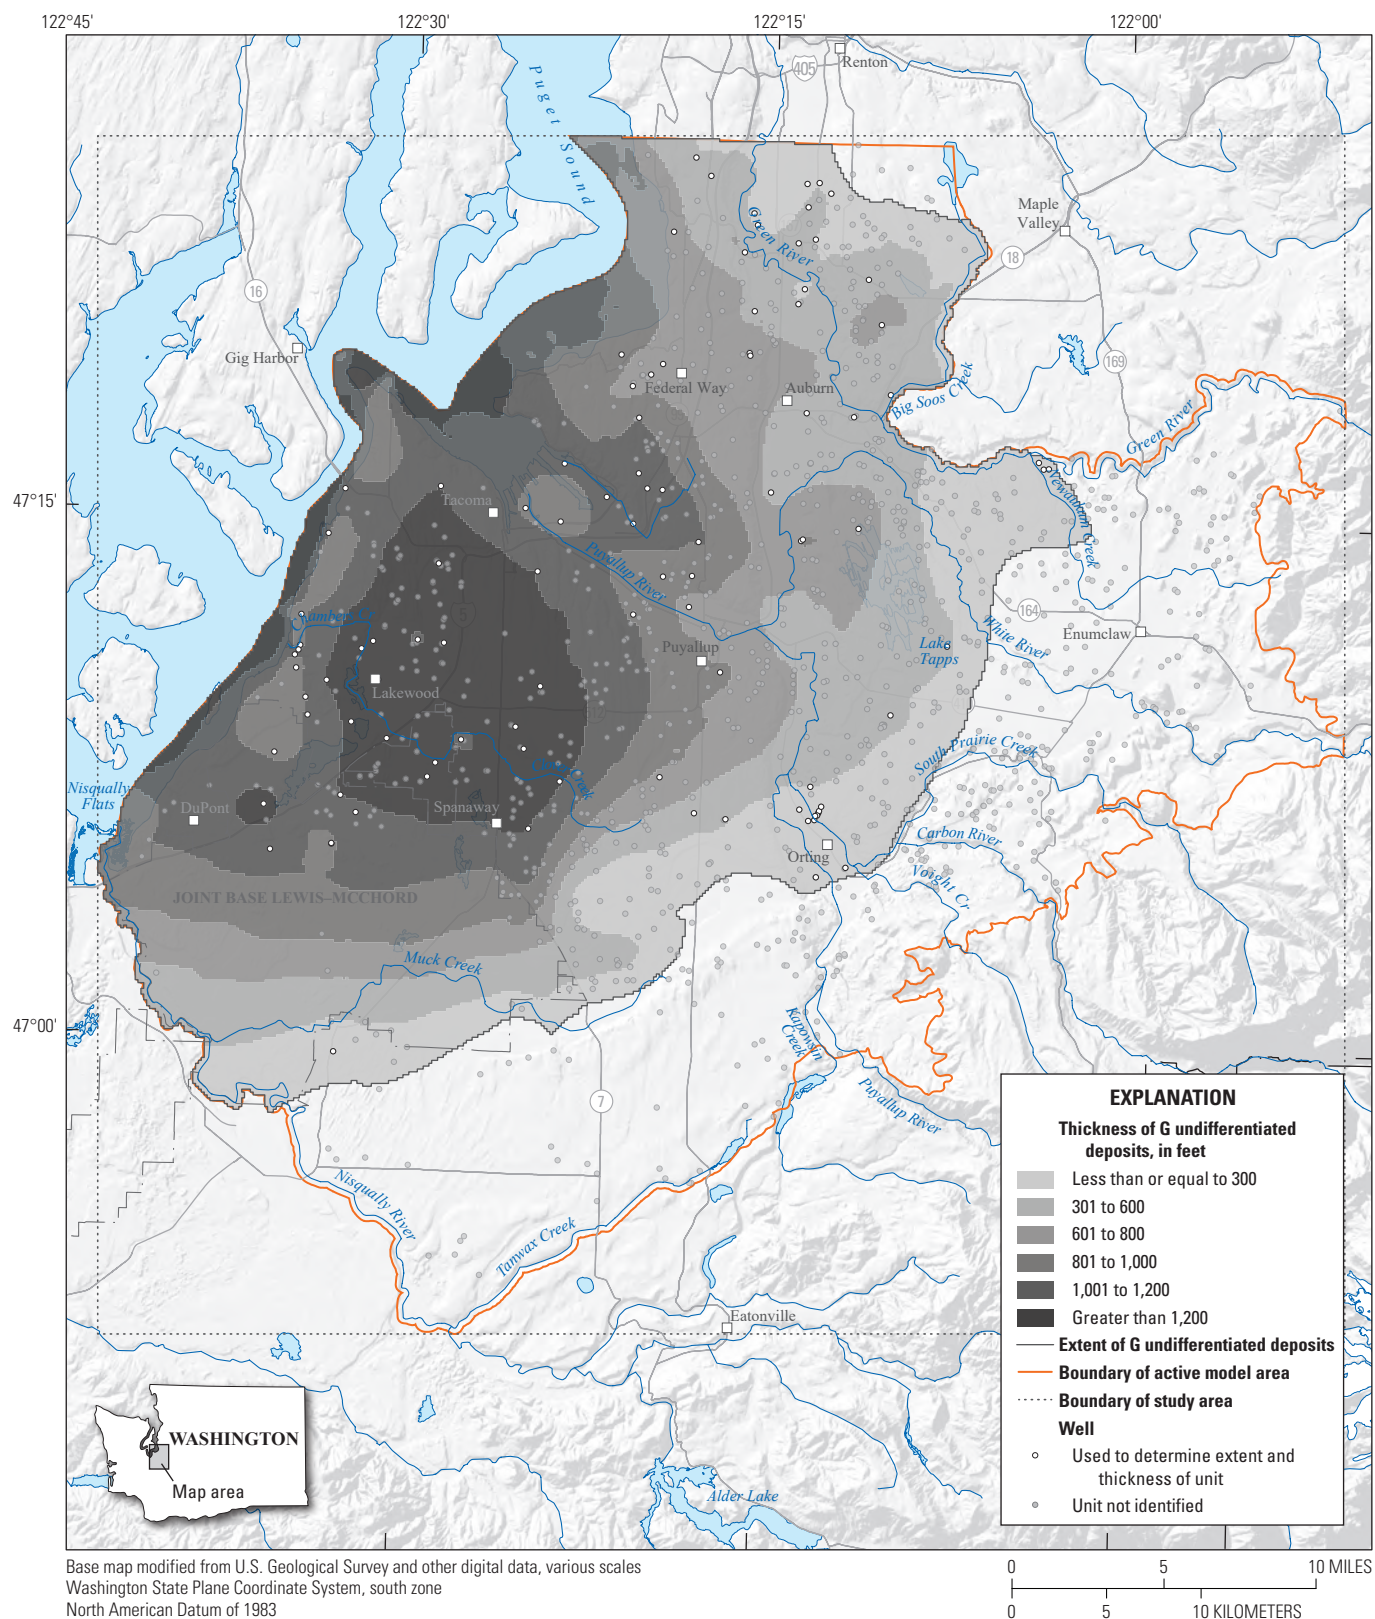 122°45'
122°30'
122°15'
122°00'
Puget Sound
405
Renton
Maple
Valley
Green River
18
16
169
Gig Harbor
Federal Way
Auburn
Big Soos Creek
Green River
47°15'
Tacoma
Newaukum Creek
Puyallup River
Chambers Cr
5
164
White River
Enumclaw
Puyallup
Lake
Tapps
Lakewood
South Prairie Creek
Nisqually
Flats
DuPont
Spanaway
Clover Creek
Carbon River
Orting
Voight Cr
JOINT BASE LEWIS–MCCHORD
Muck Creek
47°00'
Kapowsin
Creek
7
Puyallup River
Nisqually River
Tanwax Creek
Eatonville
Alder Lake
EXPLANATION
Thickness of G undifferentiated
deposits, in feet
Less than or equal to 300
301 to 600
601 to 800
801 to 1,000
1,001 to 1,200
Greater than 1,200
Extent of G undifferentiated deposits
Boundary of active model area
Boundary of study area
Well
Used to determine extent and
thickness of unit
Unit not identified
WASHINGTON
Map area
Base map modified from U.S. Geological Survey and other digital data, various scales
Washington State Plane Coordinate System, south zone
North American Datum of 1983
0 5 10 MILES
0 5 10 KILOMETERS